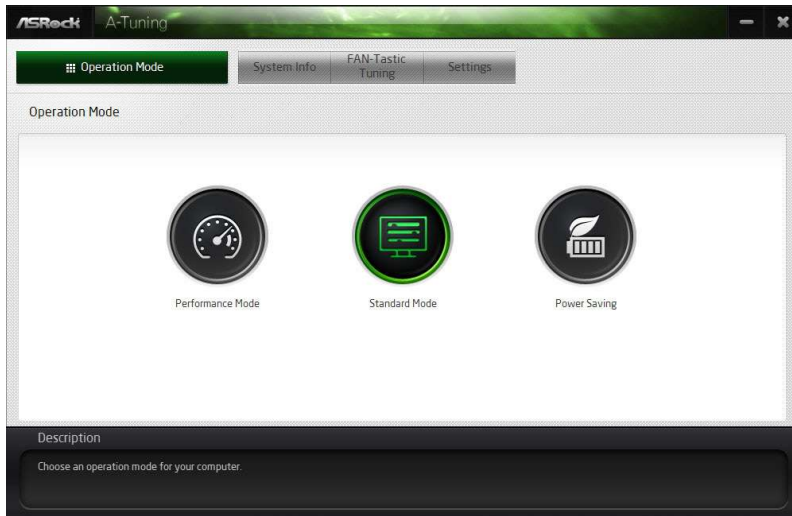 ASRock A-Tuning
Operation Mode
System Info
FAN-Tastic
Tuning
Settings
Operation Mode
Performance Mode
Standard Mode
Power Saving
Description
Choose an operation mode for your computer.